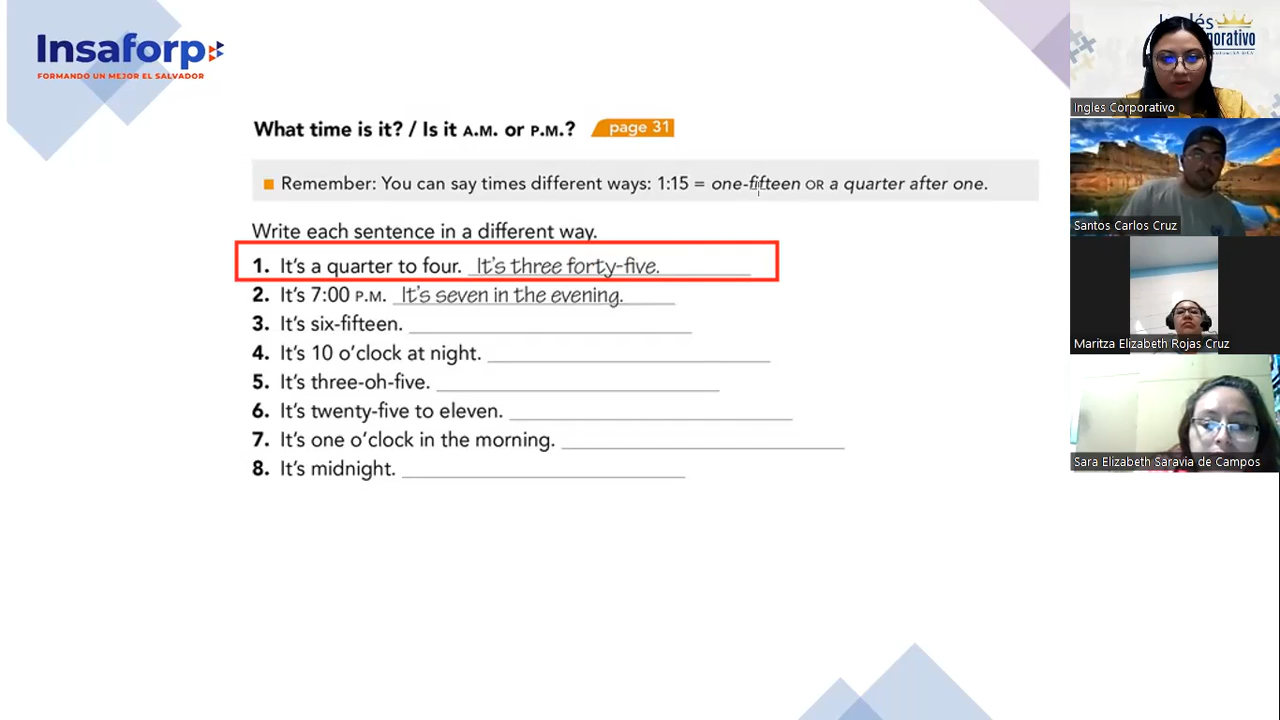 Insaforp
FORMANDO UN MEJOR EL SALVADOR
What time is it? / Is it A.M. or P.M.? page 31
Remember: You can say times different ways: 1:15 = one-fifteen OR a quarter after one.
Write each sentence in a different way.
1. It's a quarter to four. It's three forty-five.
2. It's 7:00 P.M. It's seven in the evening.
3. It's six-fifteen.
4. It's 10 o'clock at night.
5. It's three-oh-five.
6. It's twenty-five to eleven.
7. It's one o'clock in the morning.
8. It's midnight.
Ingles Corporativo
Santos Carlos Cruz
Maritza Elizabeth Rojas Cruz
Sara Elizabeth Saravia de Campos